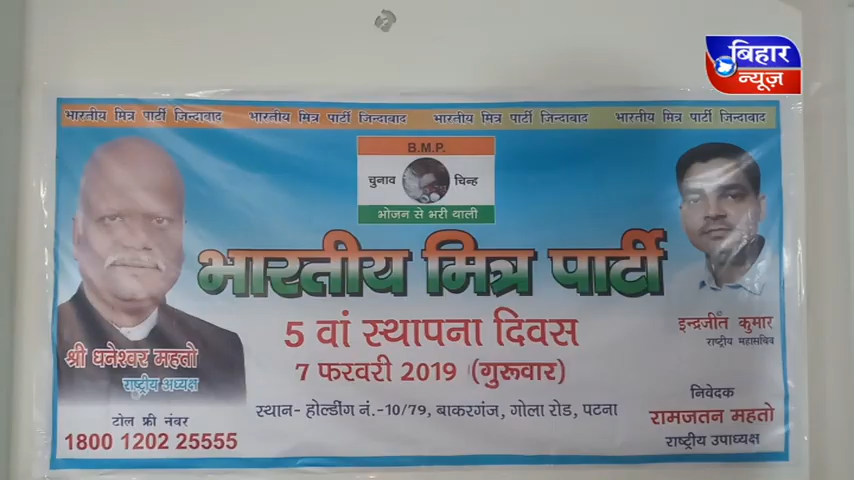 बिहार
न्यूज़
भारतीय मित्र पार्टी जिन्दाबाद भारतीय मित्र पार्टी जिन्दाबाद भारतीय मित्र पार्टी जिन्दाबाद भारतीय मित्र पार्टी जिन्दाबाद
B.M.P.
चुनाव चिन्ह
भोजन से भरी थाली
भारतीय मित्र पार्टी
5 वां स्थापना दिवस
7 फरवरी 2019 (गुरूवार)
स्थान- होल्डींग नं.-10/79, बाकरगंज, गोला रोड, पटना
श्री धनेश्वर महतो
राष्ट्रीय अध्यक्ष
टोल फ्री नंबर
1800 1202 25555
इन्द्रजीत कुमार
राष्ट्रीय महासचिव
निवेदक
रामजतन महतो
राष्ट्रीय उपाध्यक्ष